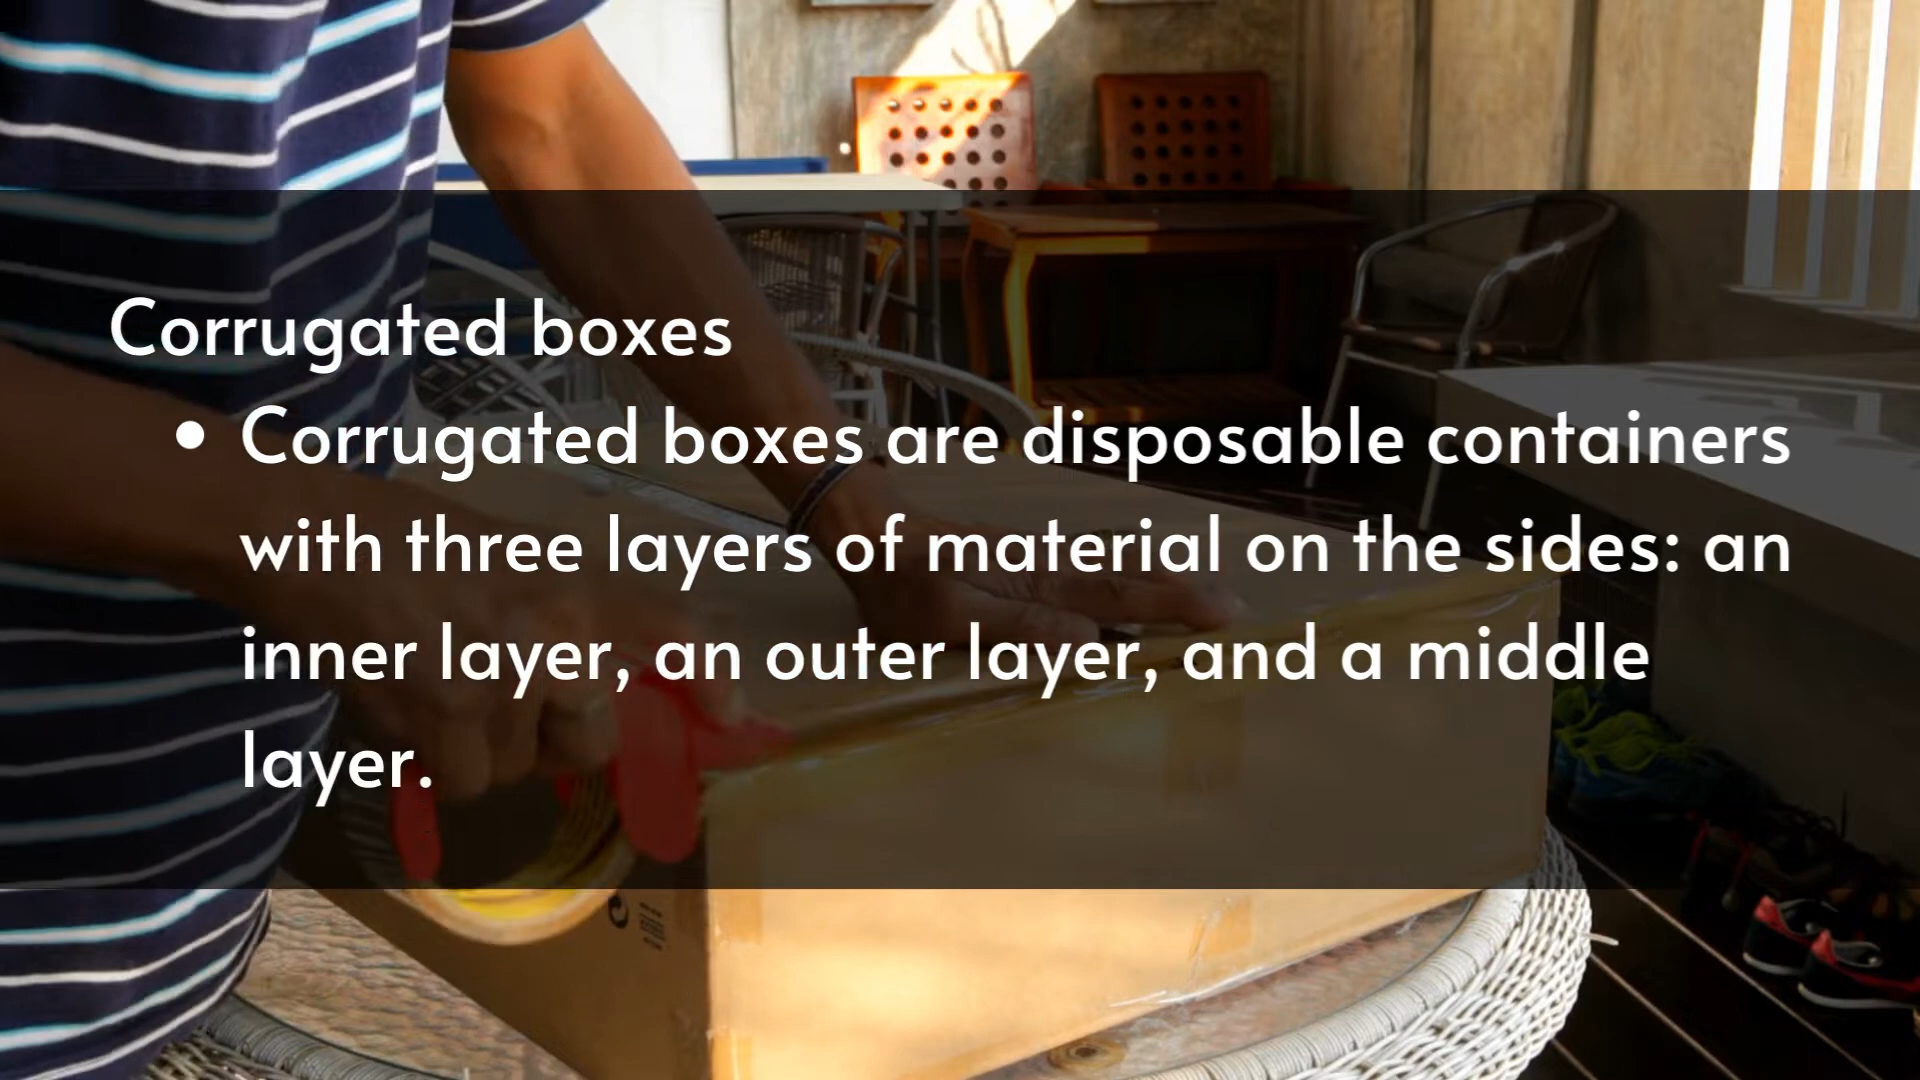 Corrugated boxes
• Corrugated boxes are disposable containers
with three layers of material on the sides: an
inner layer, an outer layer, and a middle
layer.